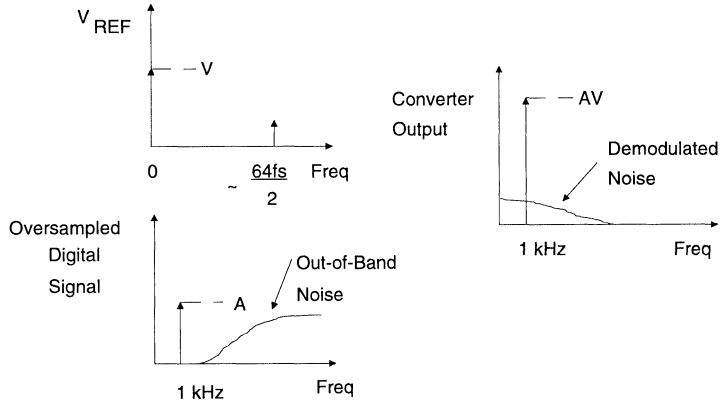 V REF
V
0
~ 64fs
2
Freq
Oversampled
Digital
Signal
A
Out-of-Band
Noise
1 kHz
Freq
Converter
Output
AV
Demodulated
Noise
1 kHz
Freq